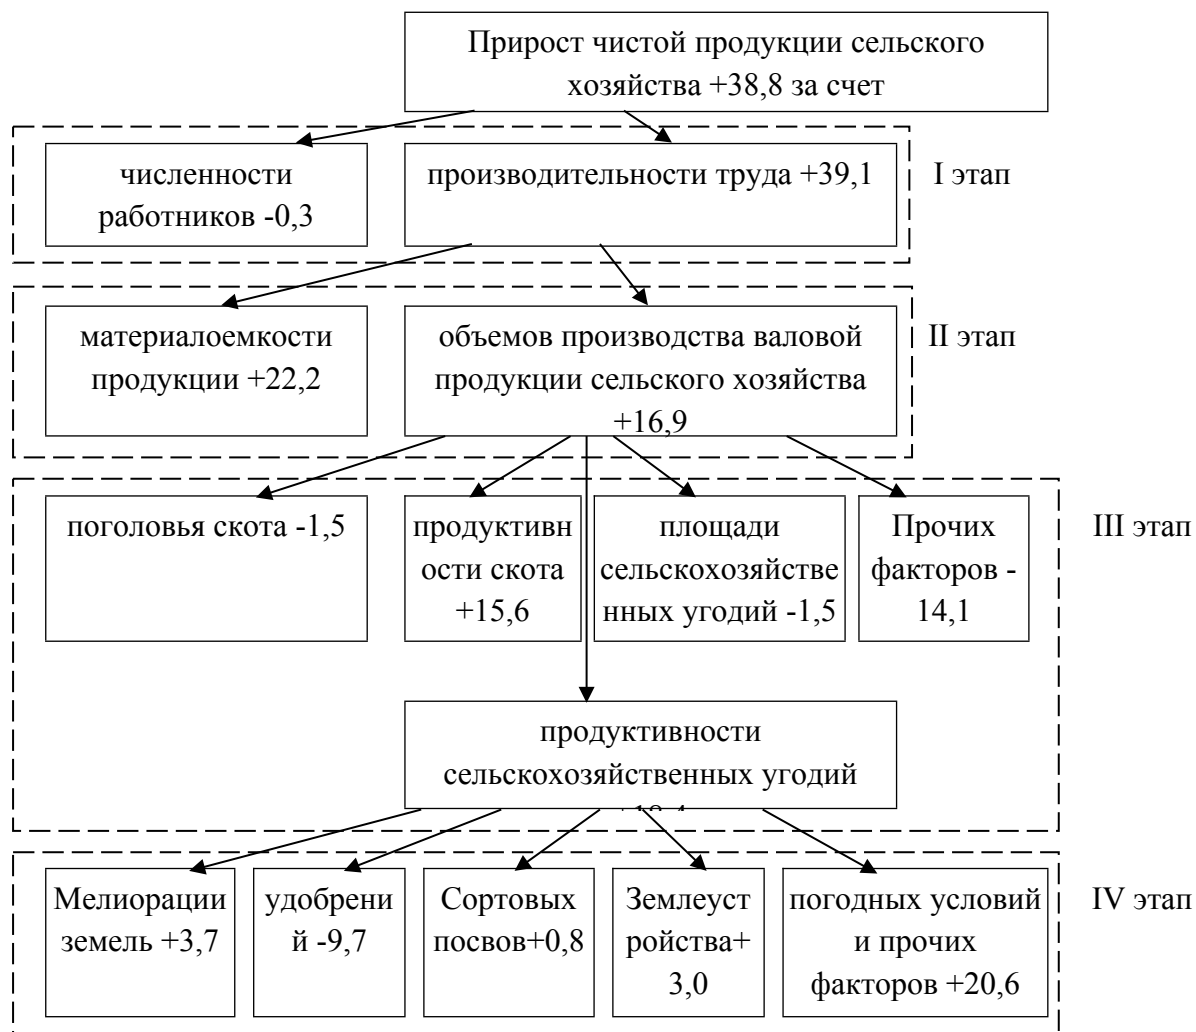 Прирост чистой продукции сельского
хозяйства +38,8 за счет
численности
работников -0,3
производительности труда +39,1
I этап
материалоемкости
продукции +22,2
объемов производства валовой
продукции сельского хозяйства
+16,9
II этап
поголовья скота -1,5
продуктивн
ости скота
+15,6
площади
сельскохозяйстве
нных угодий -1,5
Прочих
факторов -
14,1
III этап
продуктивности
сельскохозяйственных угодий
Мелиорации
земель +3,7
удобрени
й -9,7
Сортовых
посвов+0,8
Землеуст
ройства+
3,0
погодных условий
и прочих
факторов +20,6
IV этап